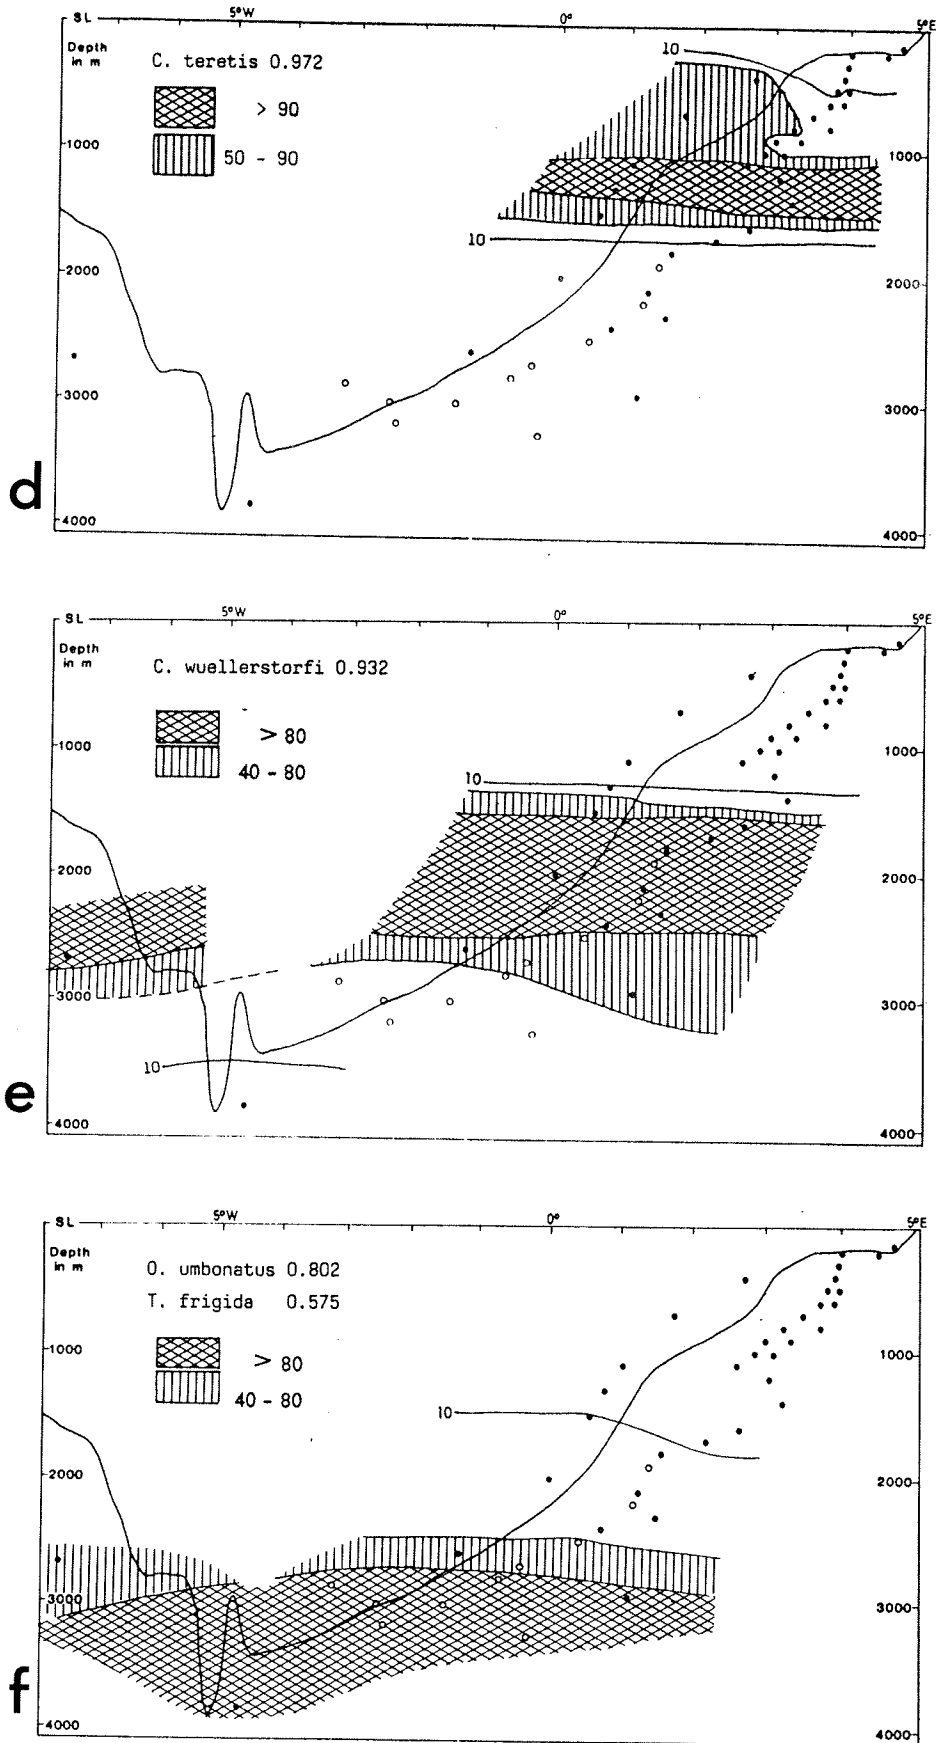 SL 5°W 0° 5°E
Depth
in m
C. teretis 0.972
> 90
50 - 90
10
1000 1000
10
2000 2000
3000 3000
4000 4000
d
SL 5°W 0° 5°E
Depth
in m
C. wuellerstorfi 0.932
> 80
40 - 80
1000 1000
10
2000 2000
3000 3000
10
4000 4000
e
SL 5°W 0° 5°E
Depth
in m
O. umbonatus 0.802
T. frigida 0.575
> 80
40 - 80
1000 1000
10
2000 2000
3000 3000
4000 4000
f